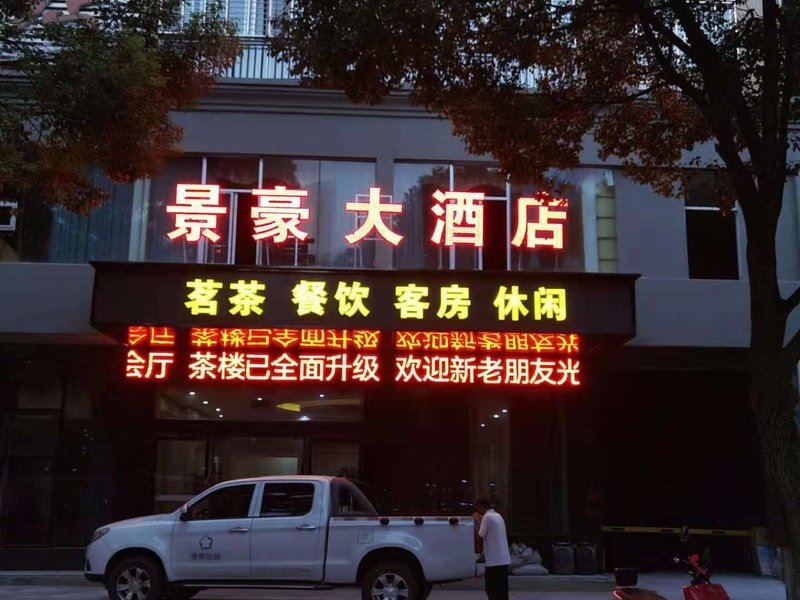 景豪大酒店
茗茶 餐饮 客房 休闲
会厅 茶楼已全面升级 欢迎新老朋友光